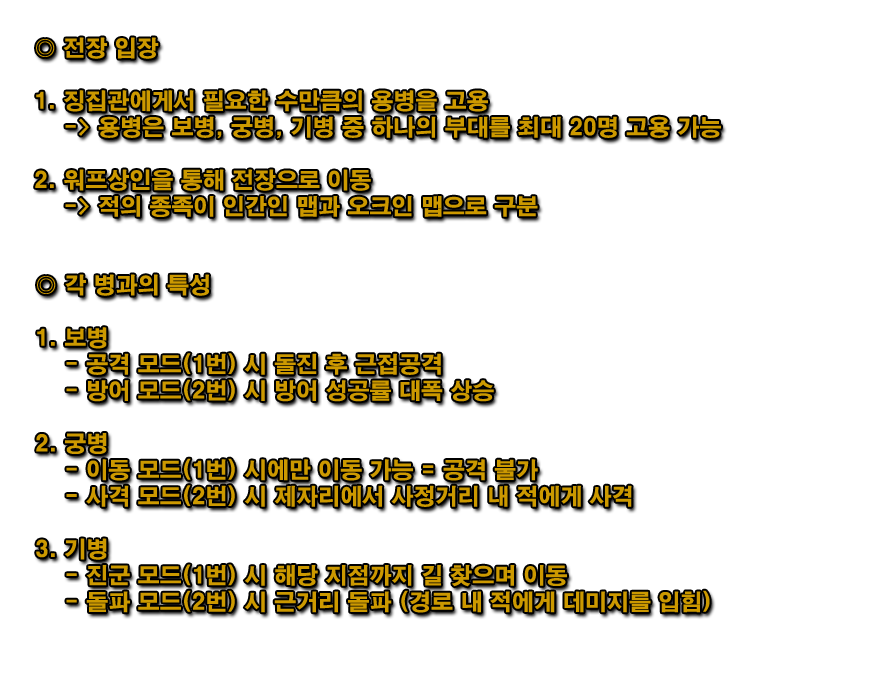 ◎ 전장 입장
1. 징집관에게서 필요한 수만큼의 용병을 고용
-> 용병은 보병, 궁병, 기병 중 하나의 부대를 최대 20명 고용 가능
2. 워프상인을 통해 전장으로 이동
-> 적의 종족이 인간인 맵과 오크인 맵으로 구분
◎ 각 병과의 특성
1. 보병
- 공격 모드(1번) 시 돌진 후 근접공격
- 방어 모드(2번) 시 방어 성공률 대폭 상승
2. 궁병
- 이동 모드(1번) 시에만 이동 가능 = 공격 불가
- 사격 모드(2번) 시 제자리에서 사정거리 내 적에게 사격
3. 기병
- 진군 모드(1번) 시 해당 지점까지 길 찾으며 이동
- 돌파 모드(2번) 시 근거리 돌파 (경로 내 적에게 데미지를 입힘)